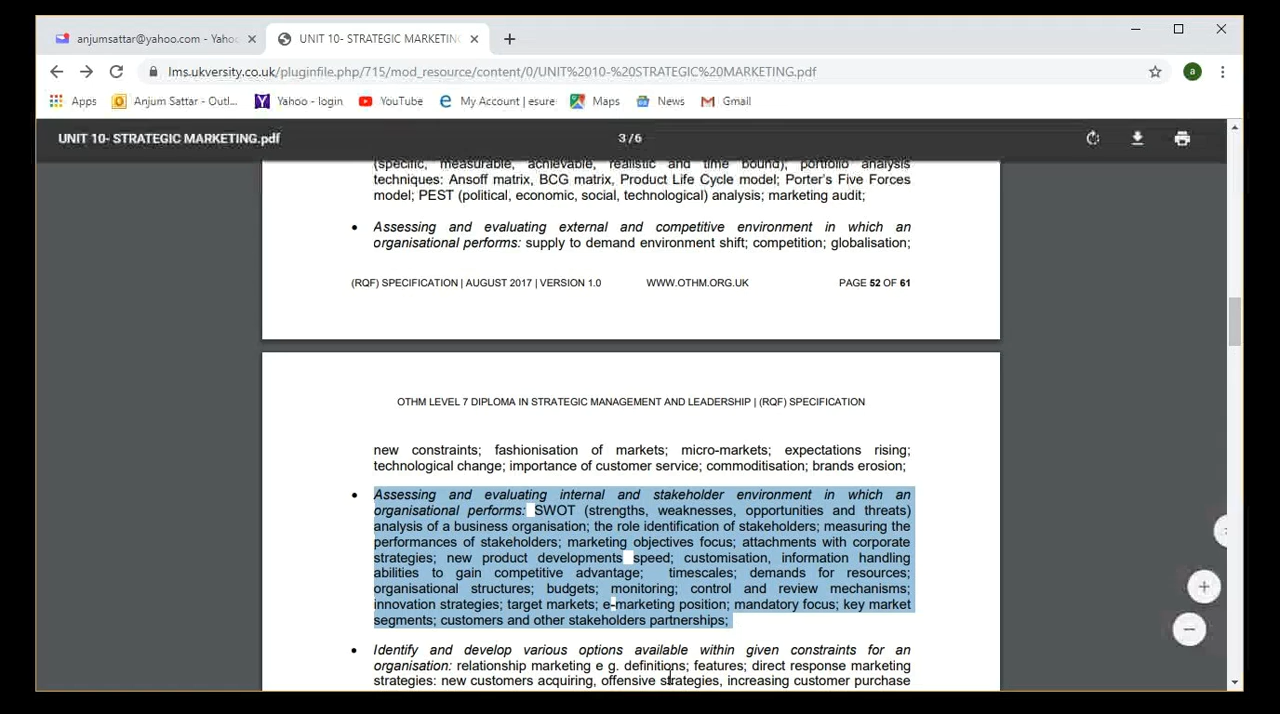 anjumsattar@yahoo.com - Yahoo
UNIT 10- STRATEGIC MARKETING
lms.ukversity.co.uk/pluginfile.php/715/mod_resource/content/0/UNIT%2010-%20STRATEGIC%20MARKETING.pdf
a
Apps
Anjum Sattar - Outl...
Yahoo - login
YouTube
My Account | esure
Maps
News
Gmail
UNIT 10- STRATEGIC MARKETING.pdf
3 / 6
(specific, measurable, achievable, realistic and time bound); portfolio analysis
techniques: Ansoff matrix, BCG matrix, Product Life Cycle model; Porter's Five Forces
model; PEST (political, economic, social, technological) analysis; marketing audit;
• Assessing and evaluating external and competitive environment in which an
organisational performs: supply to demand environment shift; competition; globalisation;
(RQF) SPECIFICATION | AUGUST 2017 | VERSION 1.0 WWW.OTHM.ORG.UK PAGE 52 OF 61
OTHM LEVEL 7 DIPLOMA IN STRATEGIC MANAGEMENT AND LEADERSHIP | (RQF) SPECIFICATION
new constraints; fashionisation of markets; micro-markets; expectations rising;
technological change; importance of customer service; commoditisation; brands erosion;
• Assessing and evaluating internal and stakeholder environment in which an
organisational performs: SWOT (strengths, weaknesses, opportunities and threats)
analysis of a business organisation; the role identification of stakeholders; measuring the
performances of stakeholders; marketing objectives focus; attachments with corporate
strategies; new product developments speed; customisation, information handling
abilities to gain competitive advantage; timescales; demands for resources;
organisational structures; budgets; monitoring; control and review mechanisms;
innovation strategies; target markets; e-marketing position; mandatory focus; key market
segments; customers and other stakeholders partnerships;
• Identify and develop various options available within given constraints for an
organisation: relationship marketing e g. definitions; features; direct response marketing
strategies: new customers acquiring, offensive strategies, increasing customer purchase